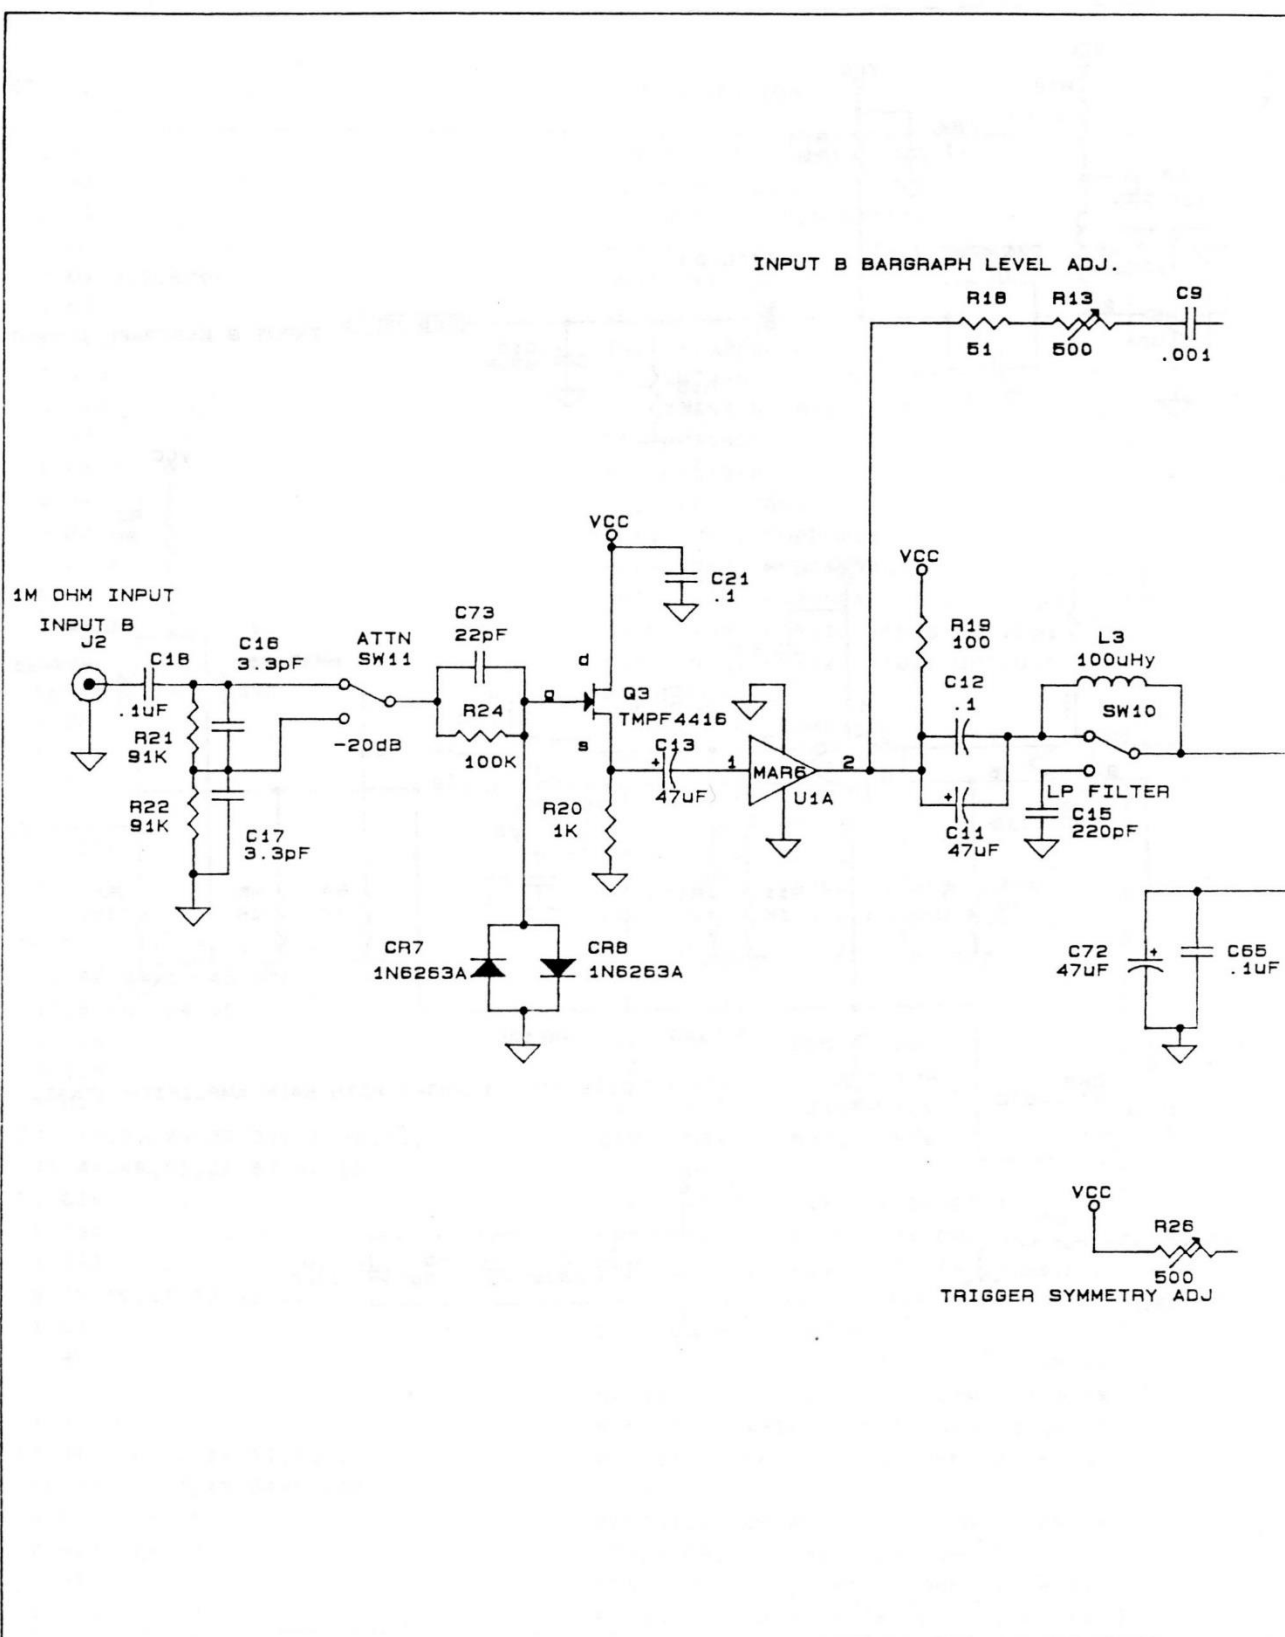 INPUT B BARGRAPH LEVEL ADJ.
R18
R13
C9
51
500
.001
VCC
C21
.1
VCC
1M OHM INPUT
INPUT B
J2
C18
.1uF
C16
3.3pF
ATTN
SW11
-20dB
C73
22pF
R24
100K
d
g
s
Q3
TMPF4416
R19
100
L3
100uHy
C12
.1
SW10
R21
91K
R22
91K
C17
3.3pF
C13
+
47uF
1
MAR6
2
U1A
R20
1K
LP FILTER
+
C11
47uF
C15
220pF
CR7
1N6263A
CR8
1N6263A
C72
47uF
+
C65
.1uF
VCC
R26
500
TRIGGER SYMMETRY ADJ